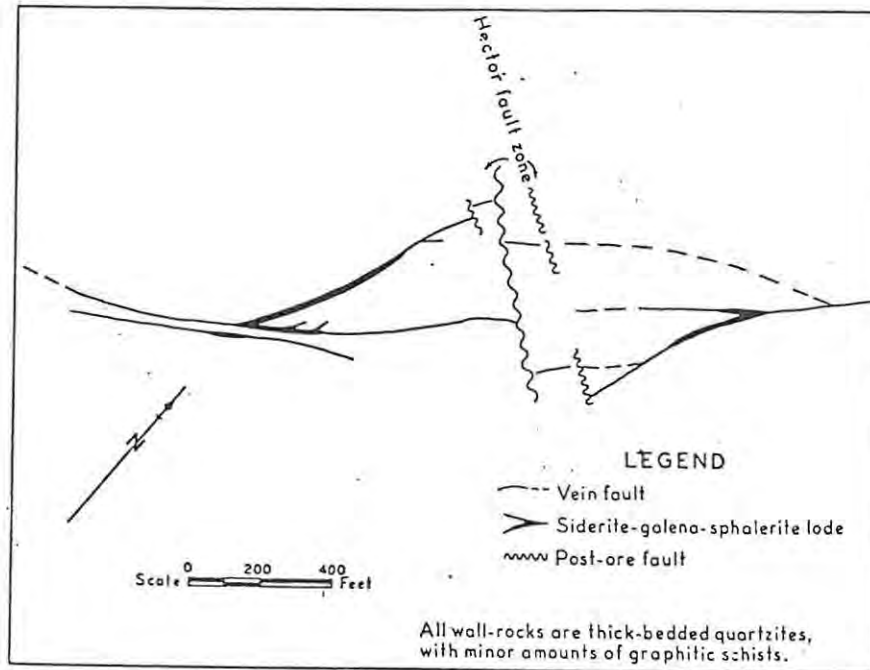 Hector fault zone
N
LEGEND
Vein fault
Siderite-galena-sphalerite lode
Post-ore fault
0 200 400
Scale Feet
All wall-rocks are thick-bedded quartzites,
with minor amounts of graphitic schists.